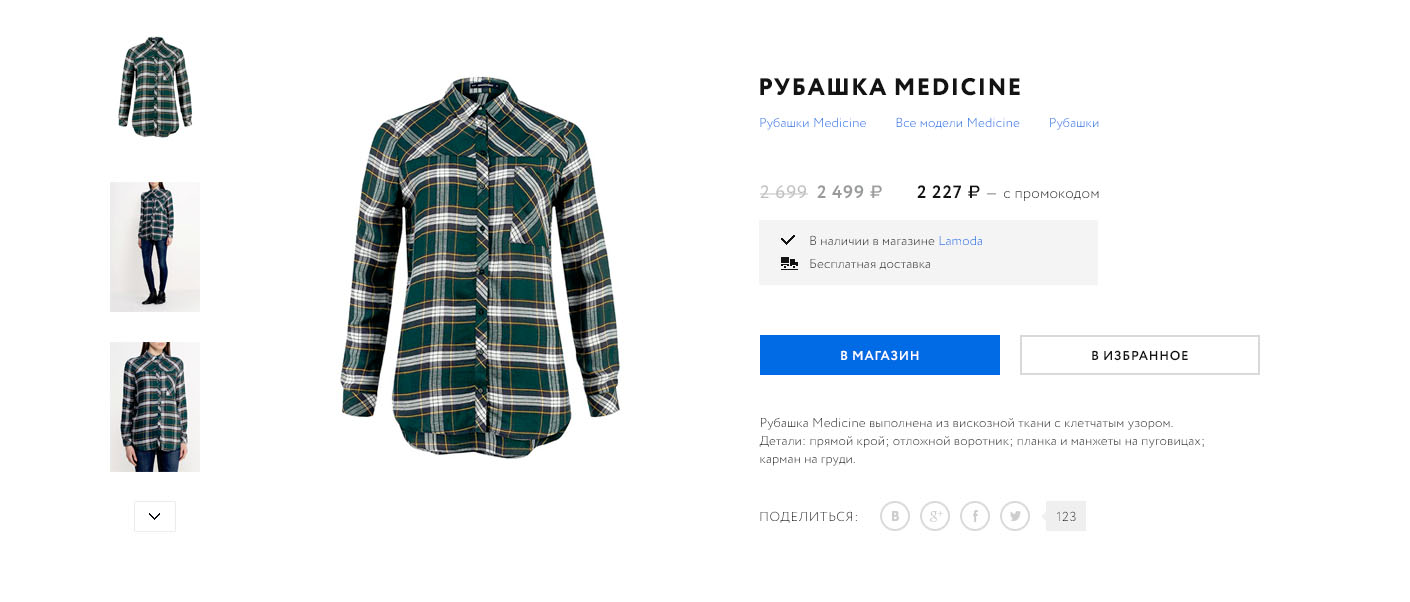 РУБАШКА MEDICINE
Рубашки Medicine Все модели Medicine Рубашки
2 699 2 499 ₽ 2 227 ₽ — с промокодом
В наличии в магазине Lamoda
Бесплатная доставка
В МАГАЗИН В ИЗБРАННОЕ
Рубашка Medicine выполнена из вискозной ткани с клетчатым узором.
Детали: прямой крой; отложной воротник; планка и манжеты на пуговицах;
карман на груди.
ПОДЕЛИТЬСЯ: B g+ f 123